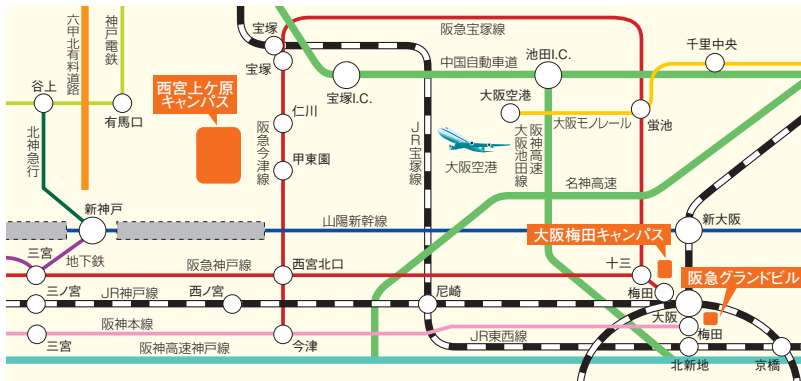 六甲北有料道路
神戸電鉄
宝塚
阪急宝塚線
宝塚
中国自動車道
池田I.C.
千里中央
谷上
西宮上ケ原
キャンパス
宝塚I.C.
大阪空港
有馬口
仁川
大阪モノレール
蛍池
北神急行
阪急今津線
JR宝塚線
阪神高速
大阪池田線
甲東園
大阪空港
名神高速
新神戸
山陽新幹線
新大阪
大阪梅田キャンパス
三宮
地下鉄
阪急神戸線
西宮北口
十三
阪急グランドビル
梅田
三ノ宮
JR神戸線
西ノ宮
尼崎
大阪
阪神本線
梅田
三宮
今津
JR東西線
阪神高速神戸線
北新地
京橋